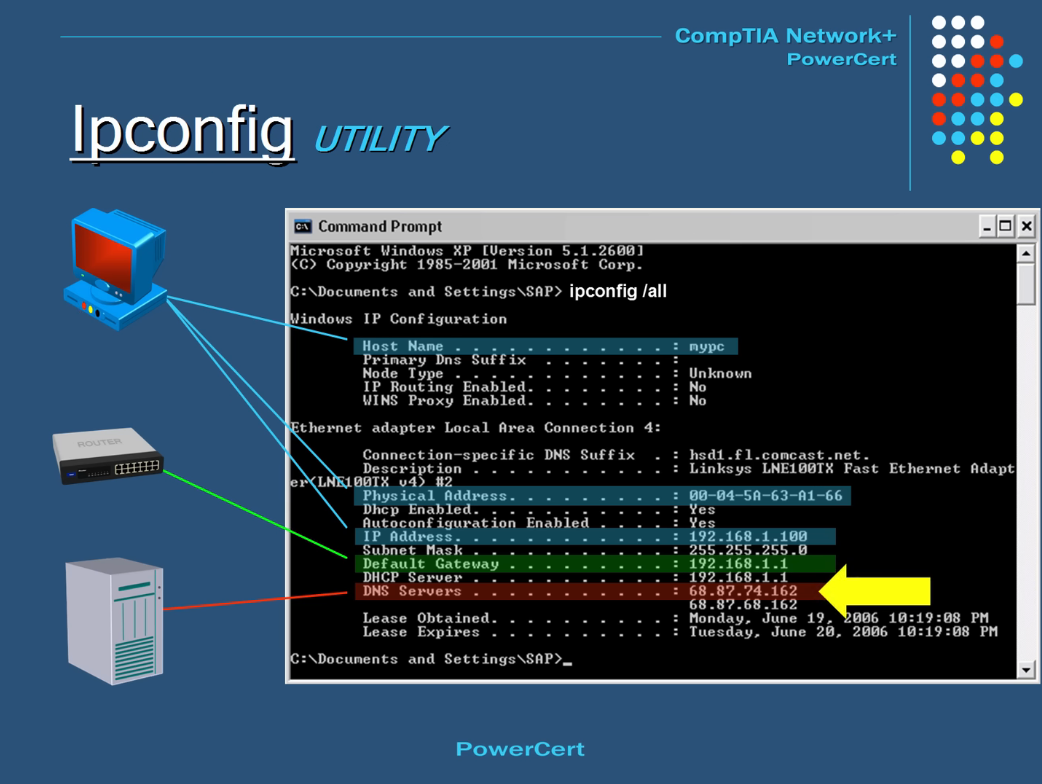 CompTIA Network+
PowerCert
Ipconfig UTILITY
Command Prompt
Microsoft Windows XP [Version 5.1.2600]
(C) Copyright 1985-2001 Microsoft Corp.
C:\Documents and Settings\SAP> ipconfig /all
Windows IP Configuration
Host Name . . . . . . . . . . . . : mypc
Primary Dns Suffix . . . . . . . :
Node Type . . . . . . . . . . . . : Unknown
IP Routing Enabled. . . . . . . . : No
WINS Proxy Enabled. . . . . . . . : No
Ethernet adapter Local Area Connection 4:
Connection-specific DNS Suffix . : hsd1.fl.comcast.net.
Description . . . . . . . . . . . : Linksys LNE100TX Fast Ethernet Adapt
er(LNE100TX v4) #2
Physical Address. . . . . . . . . : 00-04-5A-63-A1-66
Dhcp Enabled. . . . . . . . . . . : Yes
Autoconfiguration Enabled . . . . : Yes
IP Address. . . . . . . . . . . . : 192.168.1.100
Subnet Mask . . . . . . . . . . . : 255.255.255.0
Default Gateway . . . . . . . . . : 192.168.1.1
DHCP Server . . . . . . . . . . . : 192.168.1.1
DNS Servers . . . . . . . . . . . : 68.87.74.162
68.87.68.162
Lease Obtained. . . . . . . . . . : Monday, June 19, 2006 10:19:08 PM
Lease Expires . . . . . . . . . . : Tuesday, June 20, 2006 10:19:08 PM
C:\Documents and Settings\SAP>_
ROUTER
PowerCert